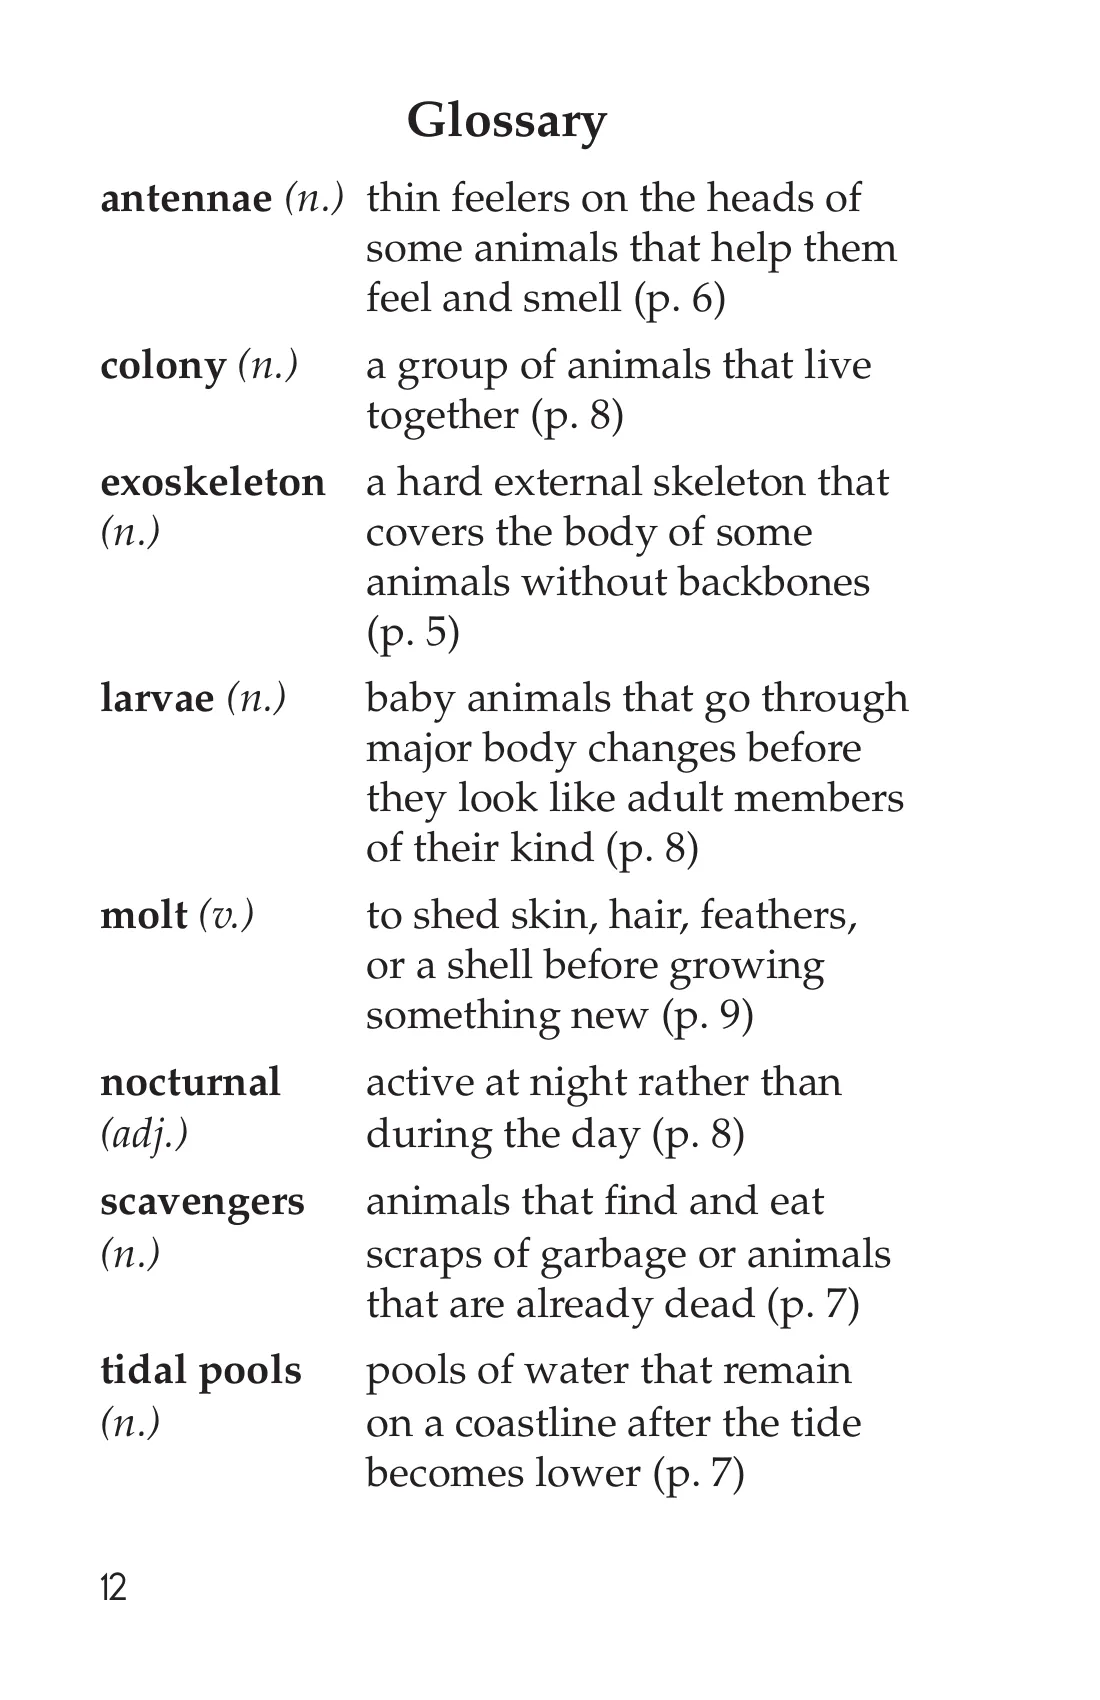 Glossary
antennae (n.) thin feelers on the heads of
some animals that help them
feel and smell (p. 6)
colony (n.) a group of animals that live
together (p. 8)
exoskeleton a hard external skeleton that
(n.) covers the body of some
animals without backbones
(p. 5)
larvae (n.) baby animals that go through
major body changes before
they look like adult members
of their kind (p. 8)
molt (v.) to shed skin, hair, feathers,
or a shell before growing
something new (p. 9)
nocturnal active at night rather than
(adj.) during the day (p. 8)
scavengers animals that find and eat
(n.) scraps of garbage or animals
that are already dead (p. 7)
tidal pools pools of water that remain
(n.) on a coastline after the tide
becomes lower (p. 7)
12